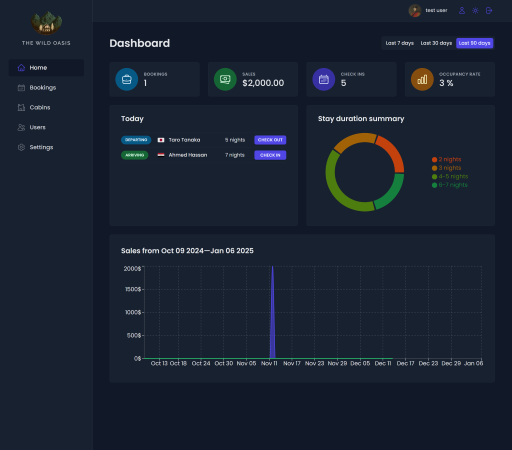 THE WILD OASIS
Home
Bookings
Cabins
Users
Settings
test user
Dashboard
Last 7 days Last 30 days Last 90 days
BOOKINGS
1
SALES
$2,000.00
CHECK INS
5
OCCUPANCY RATE
3 %
Today
DEPARTING Taro Tanaka 5 nights CHECK OUT
ARRIVING Ahmed Hassan 7 nights CHECK IN
Stay duration summary
2 nights
3 nights
4-5 nights
6-7 nights
Sales from Oct 09 2024—Jan 06 2025
2000$
1500$
1000$
500$
0$
Oct 13 Oct 18 Oct 24 Oct 30 Nov 05 Nov 11 Nov 17 Nov 23 Nov 29 Dec 05 Dec 11 Dec 17 Dec 23 Dec 29 Jan 06